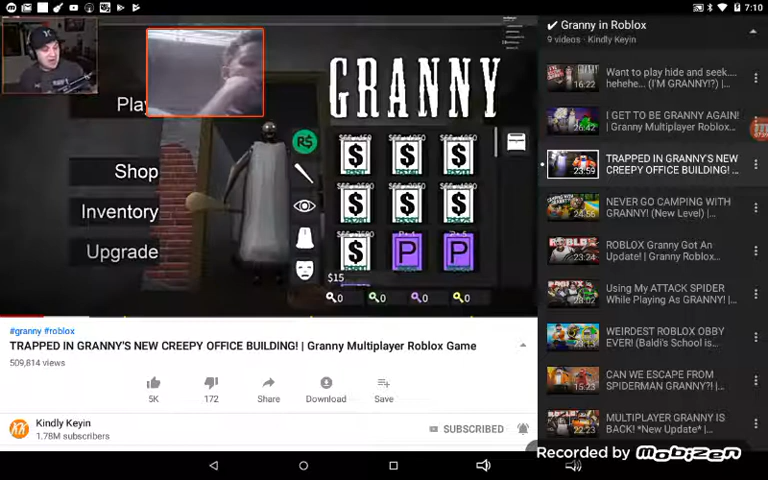 7:10
GRANNY
Play
Shop
Inventory
Upgrade
R$
$ $ $
$ $ $
$ P P
$15
0 0 0 0
✔ Granny in Roblox
9 videos · Kindly Keyin
16:22
Want to play hide and seek....
hehehe... (I'M GRANNY!?) |...
26:42
I GET TO BE GRANNY AGAIN!
| Granny Multiplayer Roblox...
23:59
TRAPPED IN GRANNY'S NEW
CREEPY OFFICE BUILDING! ...
24:56
NEVER GO CAMPING WITH
GRANNY! (New Level) |...
23:24
ROBLOX Granny Got An
Update! | Granny Roblox...
28:02
Using My ATTACK SPIDER
While Playing As GRANNY! |...
23:13
WEIRDEST ROBLOX OBBY
EVER! (Baldi's School is...
15:23
CAN WE ESCAPE FROM
SPIDERMAN GRANNY?! |...
22:23
MULTIPLAYER GRANNY IS
BACK! *New Update* |...
#granny #roblox
TRAPPED IN GRANNY'S NEW CREEPY OFFICE BUILDING! | Granny Multiplayer Roblox Game
509,814 views
5K
172
Share
Download
Save
Kindly Keyin
1.78M subscribers
SUBSCRIBED
Recorded by mobizen